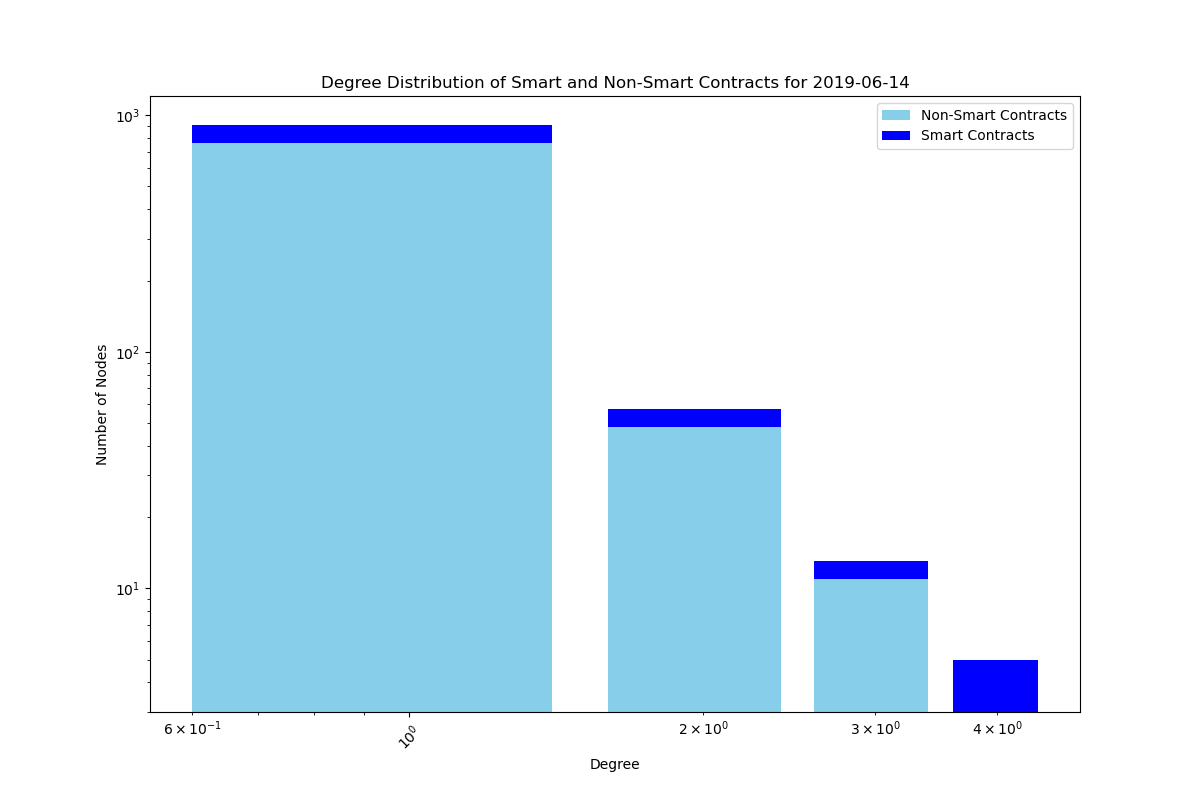 Degree Distribution of Smart and Non-Smart Contracts for 2019-06-14
Non-Smart Contracts
Smart Contracts
Number of Nodes
10³
10²
10¹
6 × 10⁻¹
10⁰
2 × 10⁰
3 × 10⁰
4 × 10⁰
Degree